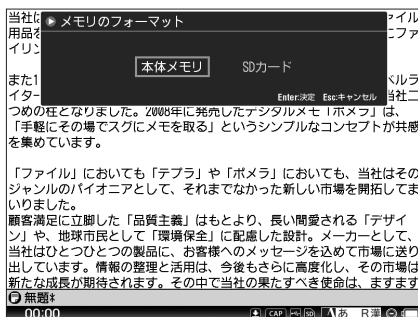 当社に
メモリのフォーマット
ァイル
用品を
にファ
イリン
本体メモリ SDカード
また1
ベルラ
イター
Enter:決定 Esc:キャンセル
当社二
つめの柱となりました。2008年に発売したデジタルメモ「ポメラ」は、
「手軽にその場でスグにメモを取る」というシンプルなコンセプトが共感
を集めています。
「ファイル」においても「テプラ」や「ポメラ」においても、当社はその
ジャンルのパイオニアとして、それまでなかった新しい市場を開拓してま
いりました。
顧客満足に立脚した「品質主義」はもとより、長い間愛される「デザイ
ン」や、地球市民として「環境保全」に配慮した設計。メーカーとして、
当社はひとつひとつの製品に、お客様へのメッセージを込めて市場に送り
出しています。情報の整理と活用は、今後もさらに高度化し、その市場は
新たな成長が期待されます。その中で当社の果たすべき使命は、ますます
無題*
00:00 CAP SD あ R漢